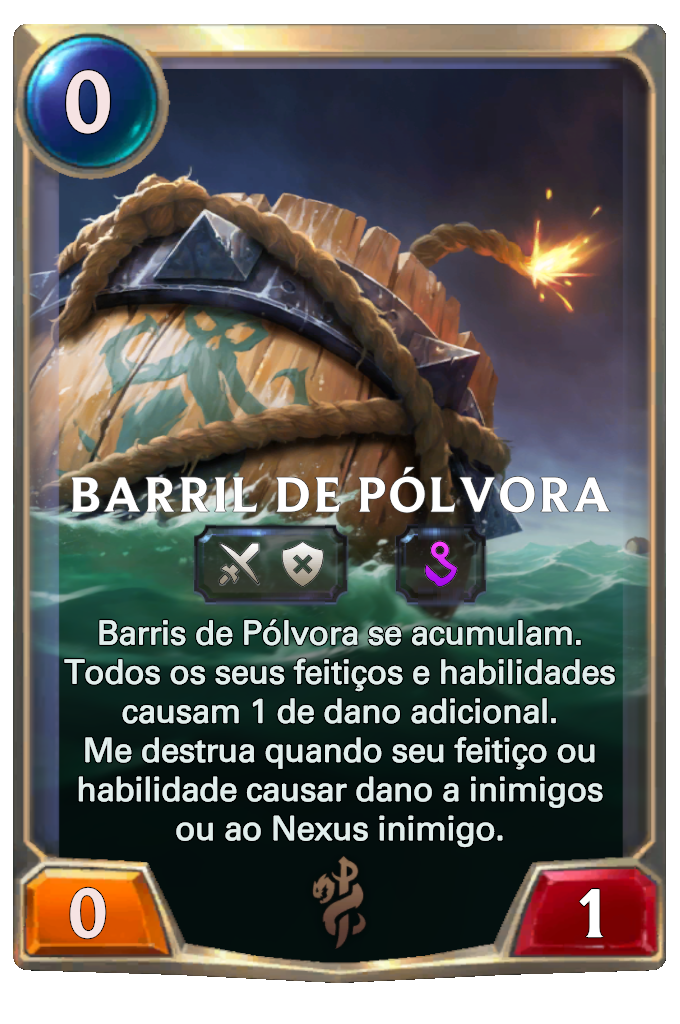 0
BARRIL DE PÓLVORA
Barris de Pólvora se acumulam.
Todos os seus feitiços e habilidades
causam 1 de dano adicional.
Me destrua quando seu feitiço ou
habilidade causar dano a inimigos
ou ao Nexus inimigo.
0
1